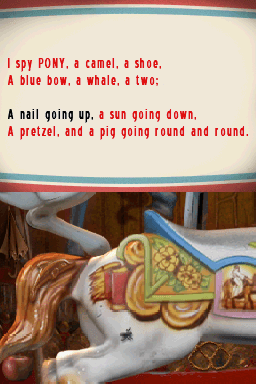 I spy PONY, a camel, a shoe,
A blue bow, a whale, a two;
A nail going up, a sun going down,
A pretzel, and a pig going round and round.